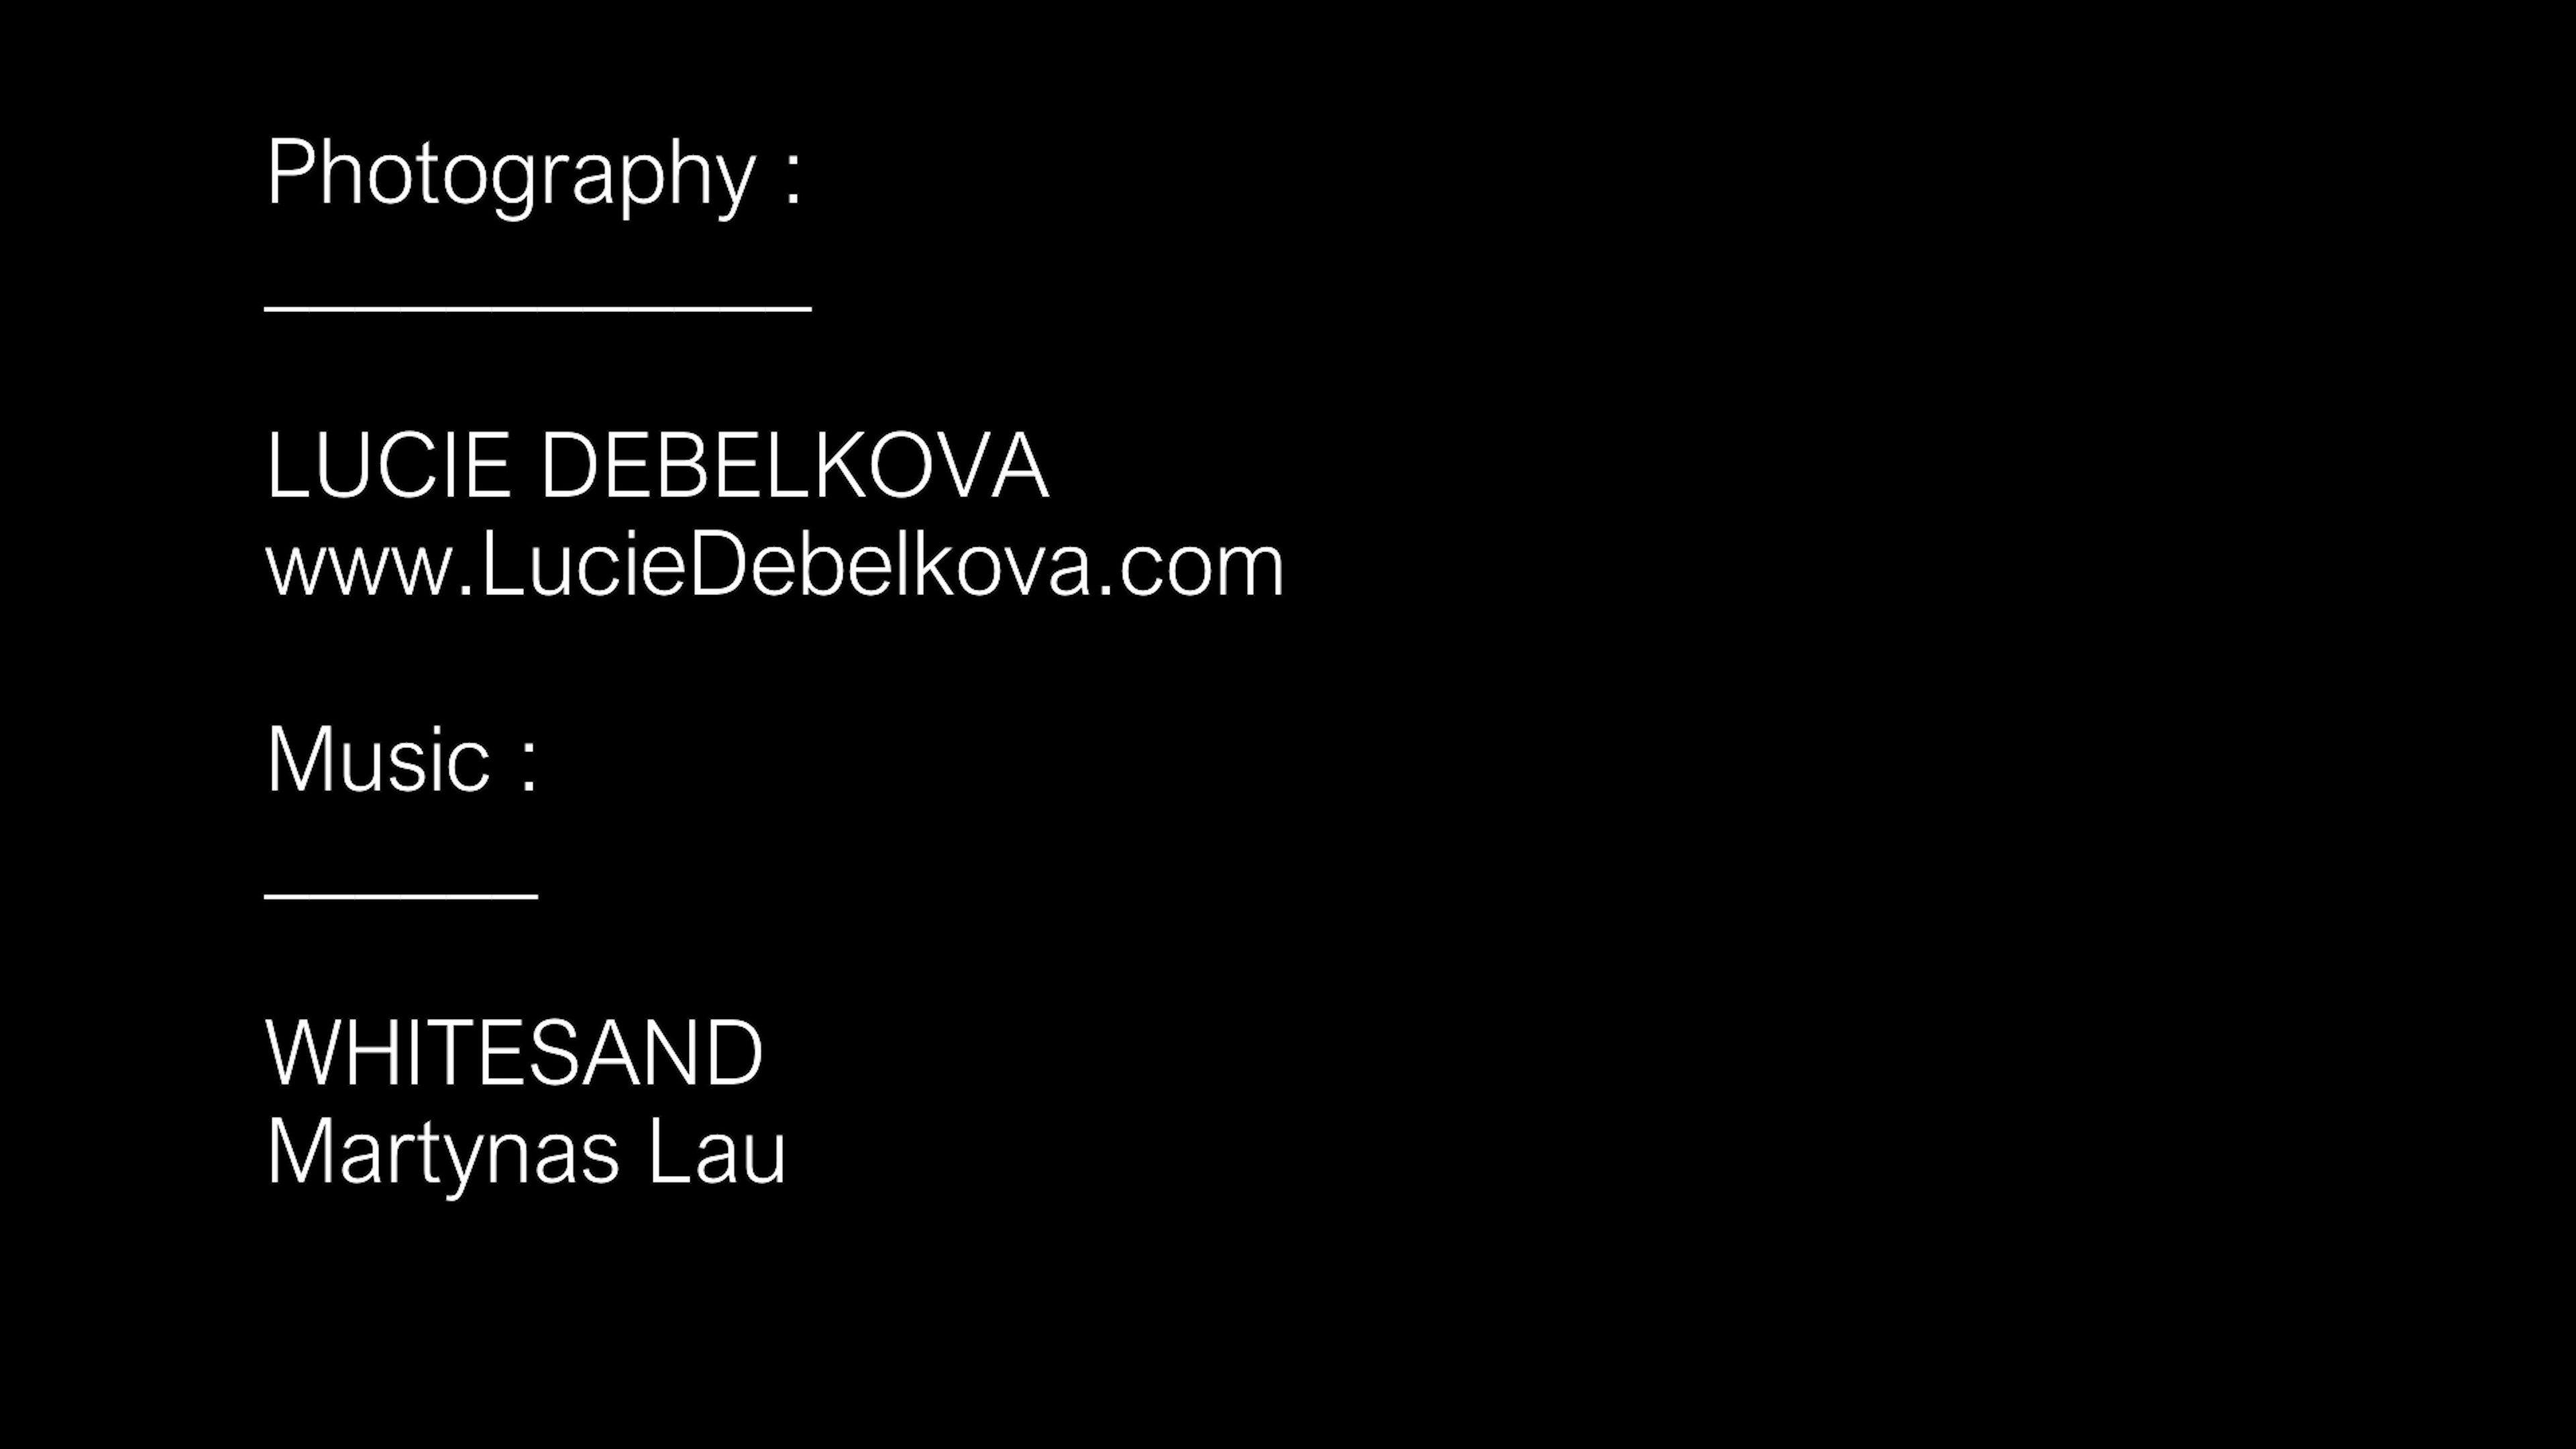 Photography :
LUCIE DEBELKOVA
www.LucieDebelkova.com
Music :
WHITESAND
Martynas Lau